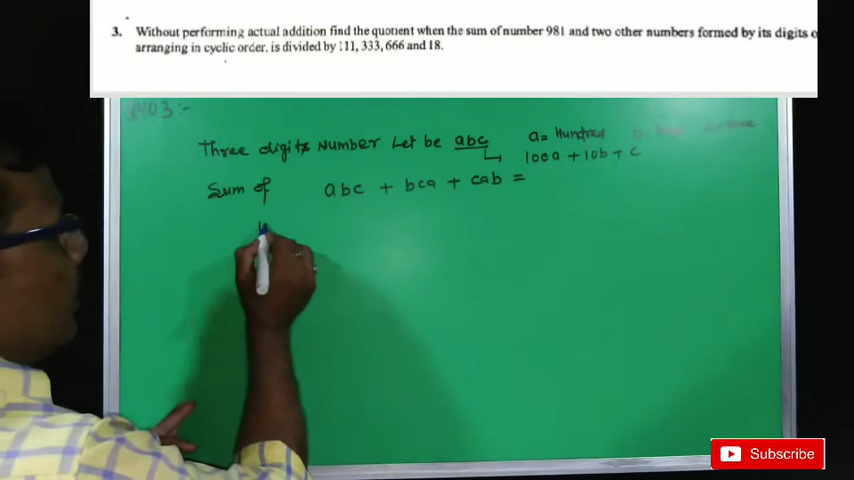 3. Without performing actual addition find the quotient when the sum of number 981 and two other numbers formed by its digits
arranging in cyclic order, is divided by 111, 333, 666 and 18.
Three digits Number Let be abc a = Hundred
100a + 10b + c
Sum of abc + bca + cab =
Subscribe